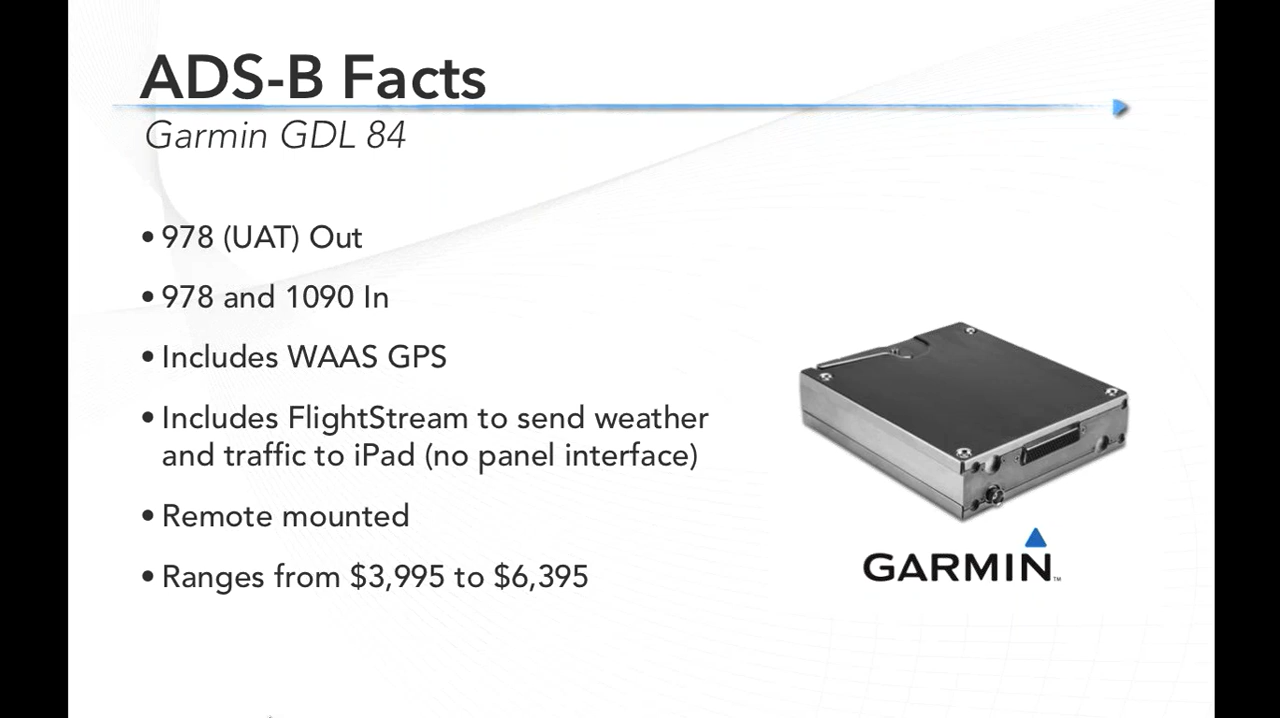 ADS-B Facts
Garmin GDL 84
• 978 (UAT) Out
• 978 and 1090 In
• Includes WAAS GPS
• Includes FlightStream to send weather
and traffic to iPad (no panel interface)
• Remote mounted
• Ranges from $3,995 to $6,395
GARMIN™